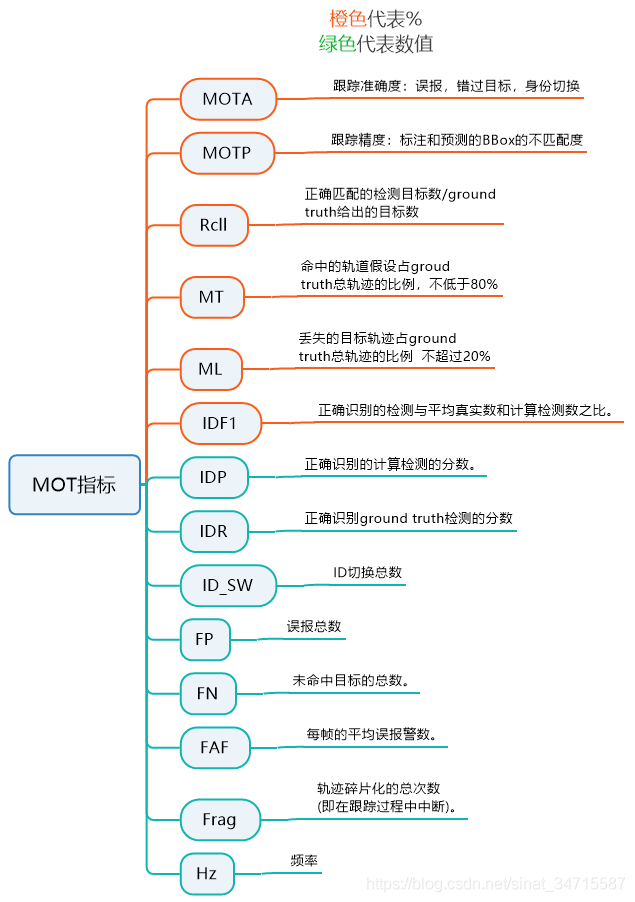 橙色代表%
绿色代表数值
MOTA
跟踪准确度：误报，错过目标，身份切换
MOTP
跟踪精度：标注和预测的BBox的不匹配度
Rcll
正确匹配的检测目标数/ground
truth给出的目标数
MT
命中的轨道假设占groud
truth总轨迹的比例，不低于80%
ML
丢失的目标轨迹占ground
truth总轨迹的比例 不超过20%
IDF1
正确识别的检测与平均真实数和计算检测数之比。
MOT指标
IDP
正确识别的计算检测的分数。
IDR
正确识别ground truth检测的分数
ID_SW
ID切换总数
FP
误报总数
FN
未命中目标的总数。
FAF
每帧的平均误报警数。
Frag
轨迹碎片化的总次数
(即在跟踪过程中中断)。
Hz
频率
https://blog.csdn.net/sinat_34715587